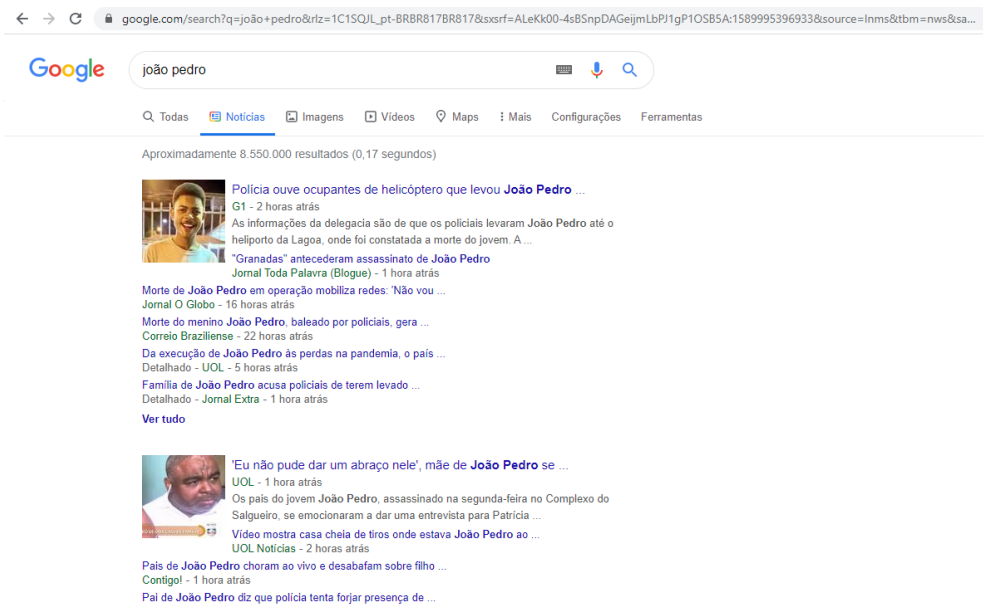 google.com/search?q=joão+pedro&rlz=1C1SQJL_pt-BRBR817BR817&sxsrf=ALeKk00-4sBSnpDAGeijmLbPJ1gP1OSB5A:1589995396933&source=lnms&tbm=nws&sa...
Google
joão pedro
Todas Notícias Imagens Vídeos Maps Mais Configurações Ferramentas
Aproximadamente 8.550.000 resultados (0,17 segundos)
Polícia ouve ocupantes de helicóptero que levou João Pedro ...
G1 - 2 horas atrás
As informações da delegacia são de que os policiais levaram João Pedro até o
heliporto da Lagoa, onde foi constatada a morte do jovem. A ...
"Granadas" antecederam assassinato de João Pedro
Jornal Toda Palavra (Blogue) - 1 hora atrás
Morte de João Pedro em operação mobiliza redes: 'Não vou ...
Jornal O Globo - 16 horas atrás
Morte do menino João Pedro, baleado por policiais, gera ...
Correio Braziliense - 22 horas atrás
Da execução de João Pedro às perdas na pandemia, o país ...
Detalhado - UOL - 5 horas atrás
Família de João Pedro acusa policiais de terem levado ...
Detalhado - Jornal Extra - 1 hora atrás
Ver tudo
'Eu não pude dar um abraço nele', mãe de João Pedro se ...
UOL - 1 hora atrás
Os pais do jovem João Pedro, assassinado na segunda-feira no Complexo do
Salgueiro, se emocionaram a dar uma entrevista para Patrícia ...
Vídeo mostra casa cheia de tiros onde estava João Pedro ao ...
UOL Notícias - 2 horas atrás
Pais de João Pedro choram ao vivo e desabafam sobre filho ...
Contigo! - 1 hora atrás
Pai de João Pedro diz que polícia tenta forjar presença de ...